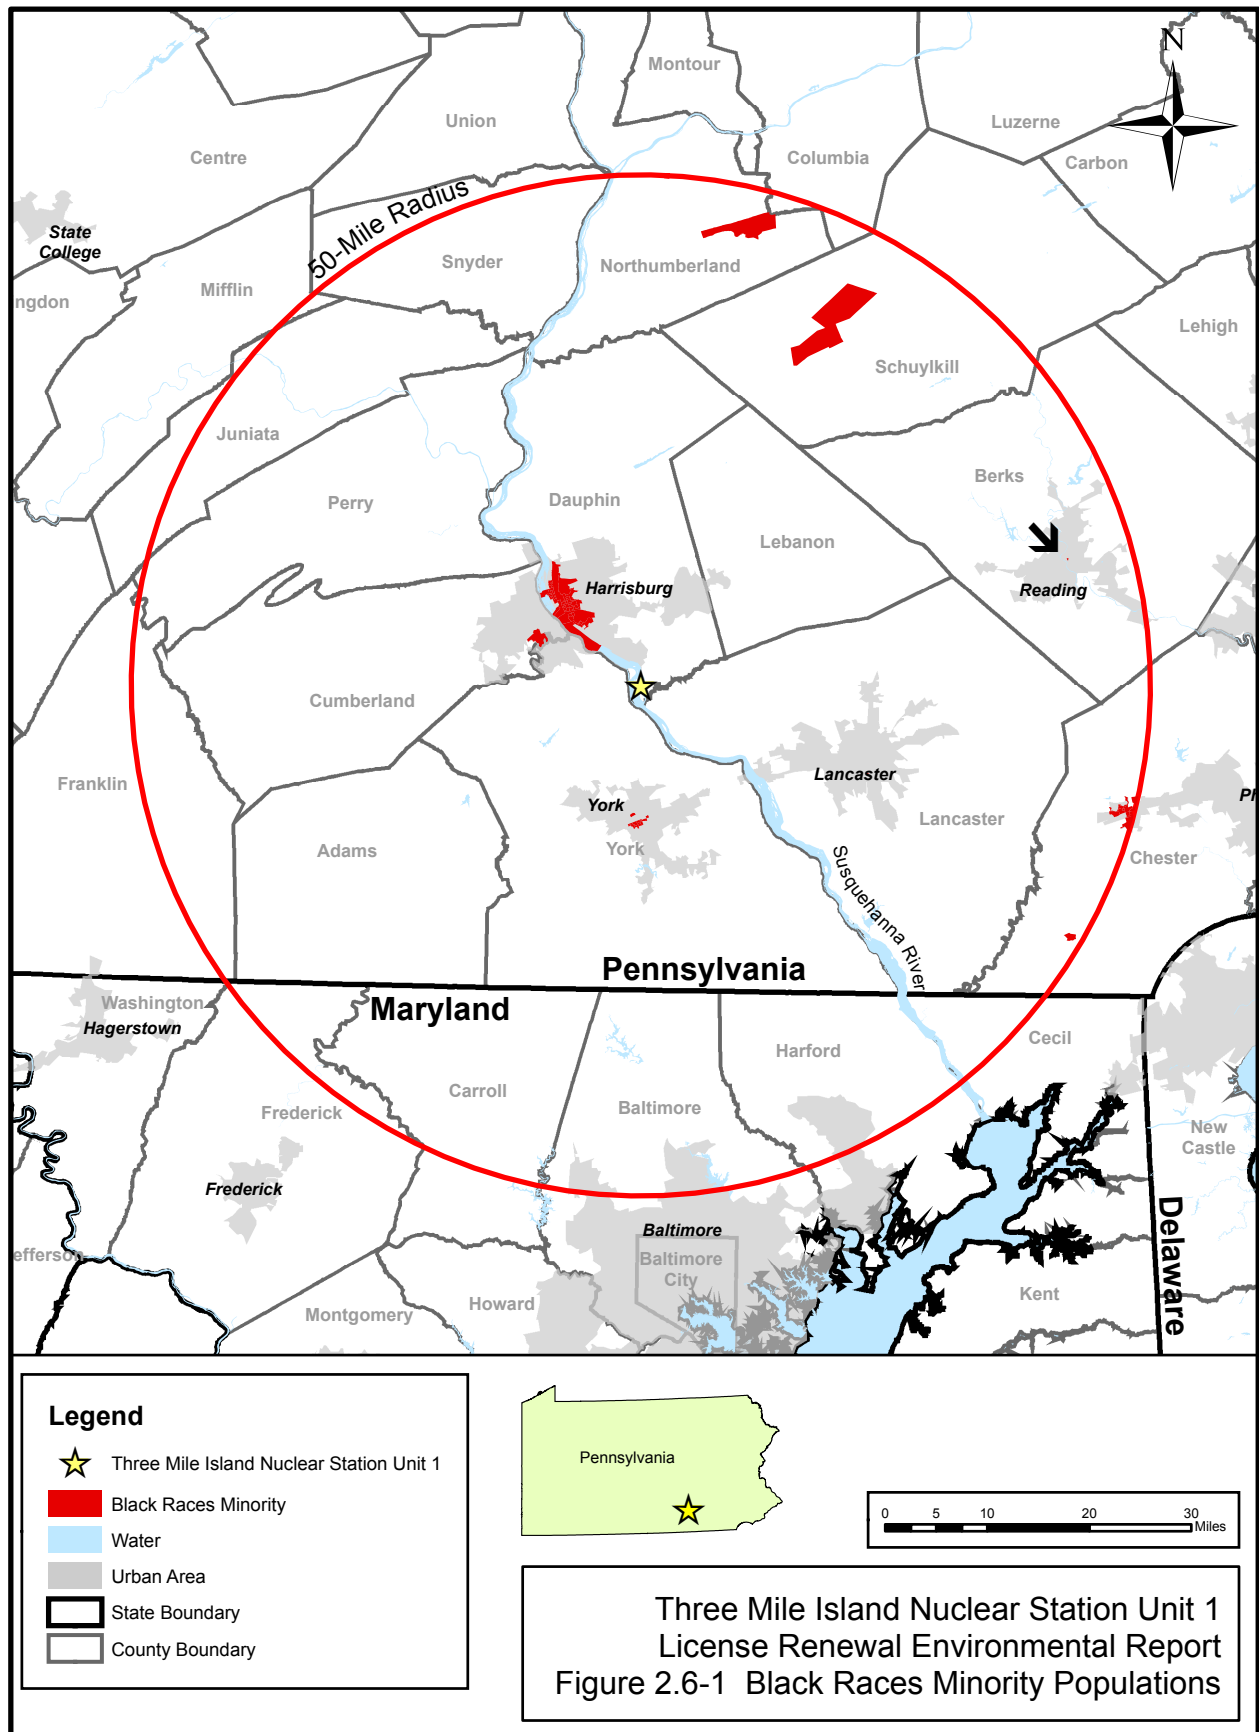 N
Montour
Union
Luzerne
Centre
Columbia
Carbon
50-Mile Radius
State
College
Snyder
Northumberland
Mifflin
ngdon
Lehigh
Schuylkill
Juniata
Berks
Perry
Dauphin
Lebanon
Harrisburg
Reading
Cumberland
Franklin
Lancaster
Ph
York
Lancaster
York
Adams
Chester
Susquehanna River
Pennsylvania
Maryland
Washington
Hagerstown
Cecil
Harford
Carroll
Baltimore
Frederick
New
Castle
Frederick
Delaware
Baltimore
Baltimore
City
efferson
Kent
Howard
Montgomery
Legend
Three Mile Island Nuclear Station Unit 1
Black Races Minority
Water
Urban Area
State Boundary
County Boundary
Pennsylvania
0 5 10 20 30
Miles
Three Mile Island Nuclear Station Unit 1
License Renewal Environmental Report
Figure 2.6-1 Black Races Minority Populations